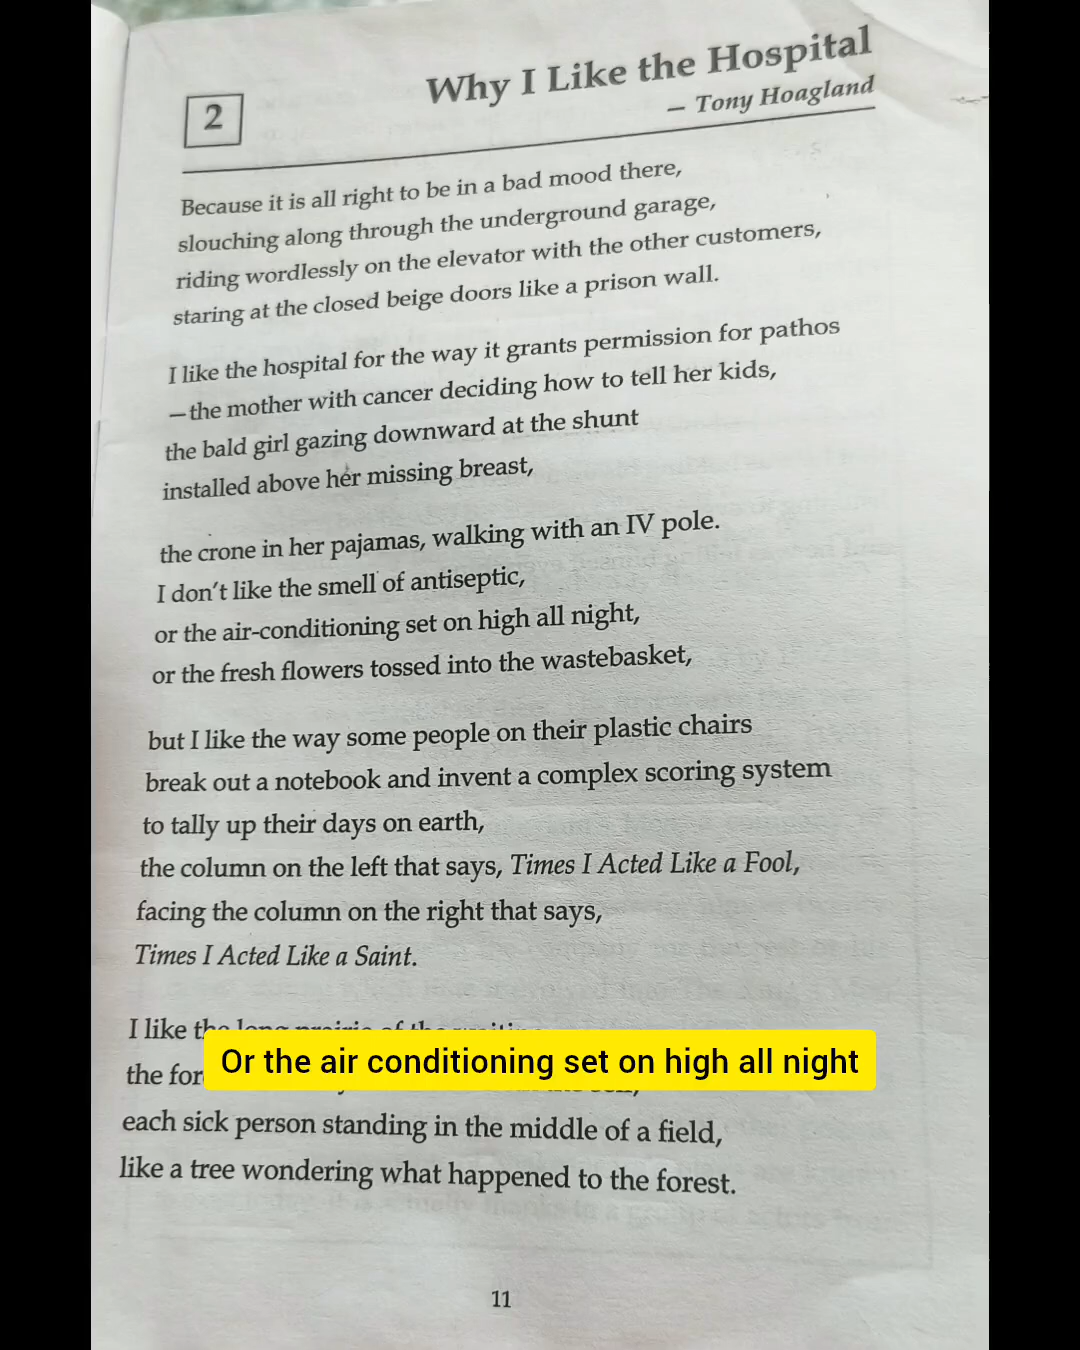 2
Why I Like the Hospital
— Tony Hoagland
Because it is all right to be in a bad mood there,
slouching along through the underground garage,
riding wordlessly on the elevator with the other customers,
staring at the closed beige doors like a prison wall.
I like the hospital for the way it grants permission for pathos
—the mother with cancer deciding how to tell her kids,
the bald girl gazing downward at the shunt
installed above her missing breast,
the crone in her pajamas, walking with an IV pole.
I don't like the smell of antiseptic,
or the air-conditioning set on high all night,
or the fresh flowers tossed into the wastebasket,
but I like the way some people on their plastic chairs
break out a notebook and invent a complex scoring system
to tally up their days on earth,
the column on the left that says, Times I Acted Like a Fool,
facing the column on the right that says,
Times I Acted Like a Saint.
I like the long prairie of the
the
Or the air conditioning set on high all night
each sick person standing in the middle of a field,
like a tree wondering what happened to the forest.
11